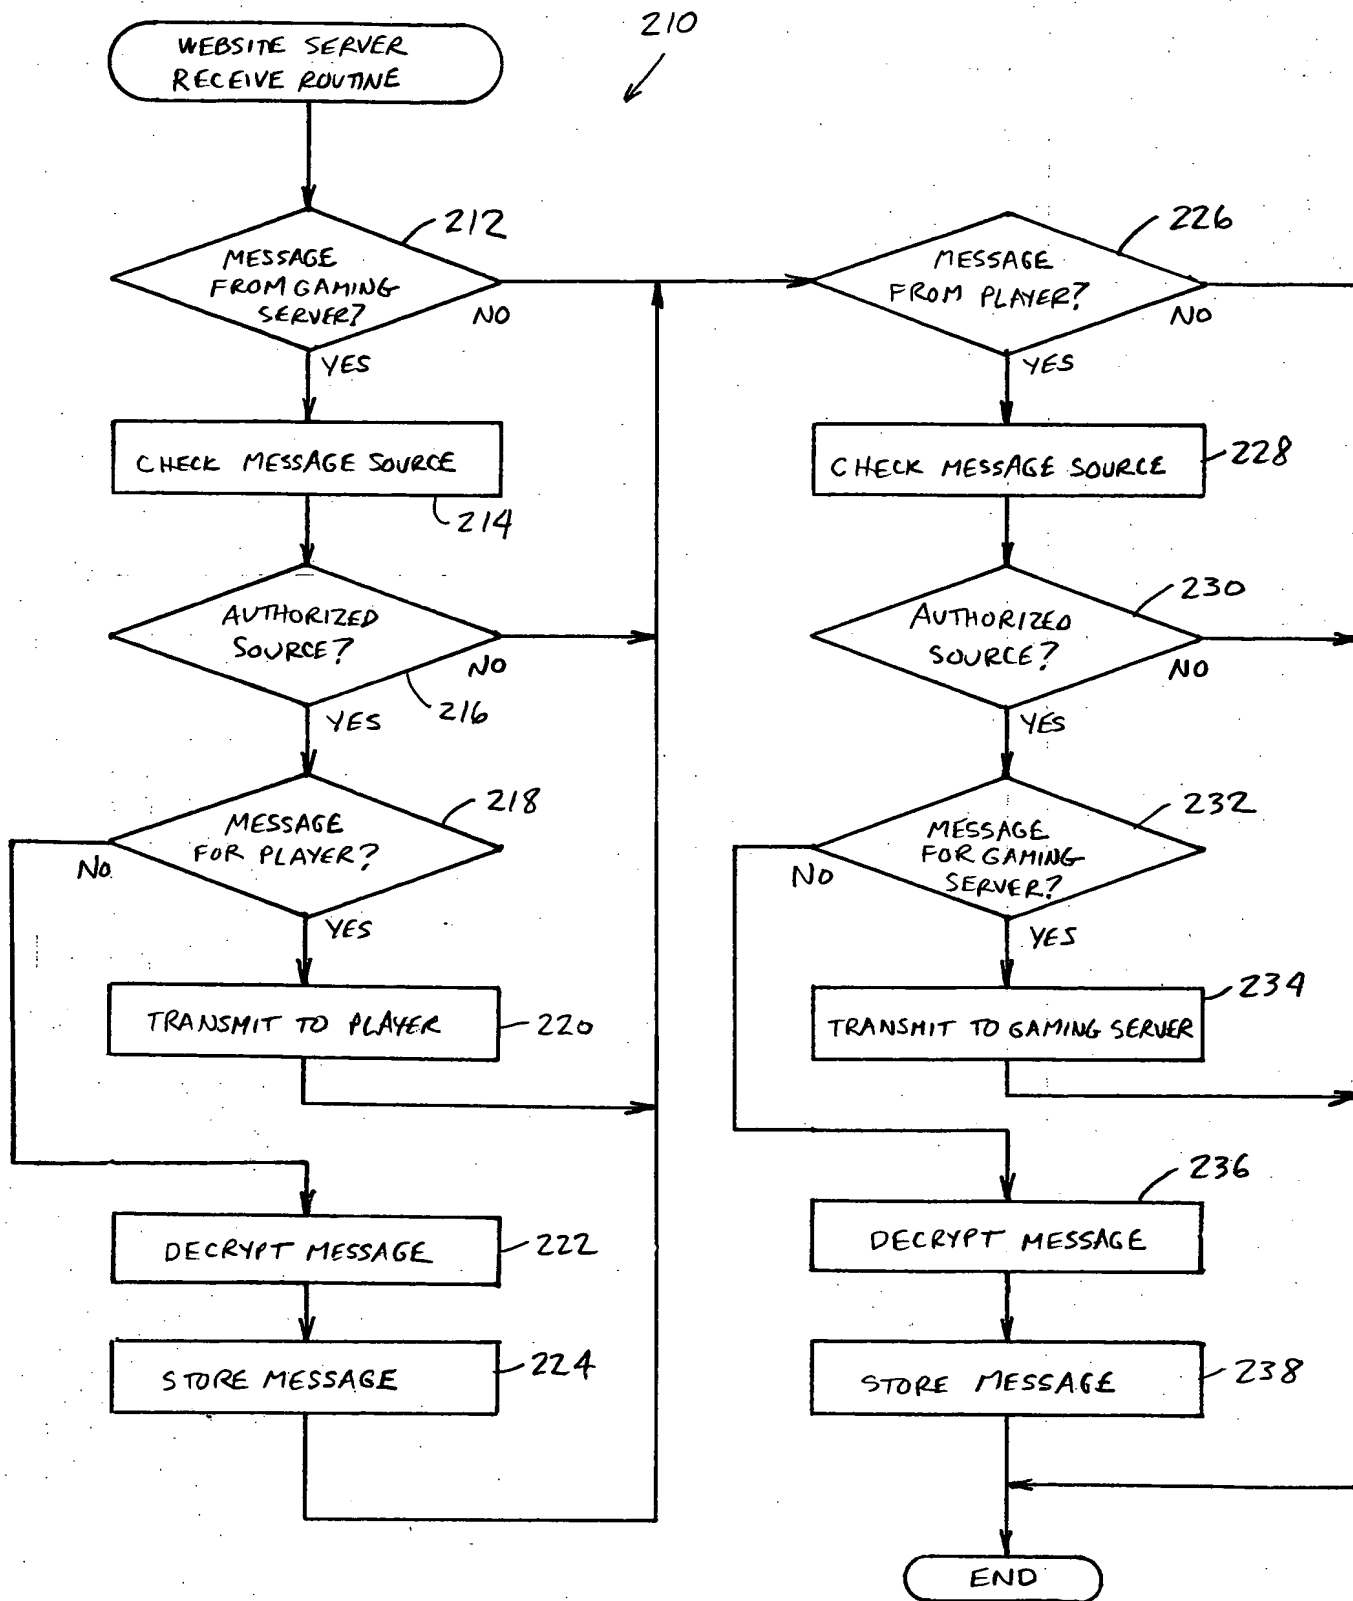 210
WEBSITE SERVER
RECEIVE ROUTINE
212
MESSAGE
FROM GAMING
SERVER?
NO
YES
CHECK MESSAGE SOURCE
214
AUTHORIZED
SOURCE?
NO
216
YES
218
MESSAGE
FOR PLAYER?
NO
YES
TRANSMIT TO PLAYER
220
DECRYPT MESSAGE
222
STORE MESSAGE
224
226
MESSAGE
FROM PLAYER?
NO
YES
CHECK MESSAGE SOURCE
228
230
AUTHORIZED
SOURCE?
NO
YES
232
MESSAGE
FOR GAMING
SERVER?
NO
YES
234
TRANSMIT TO GAMING SERVER
236
DECRYPT MESSAGE
STORE MESSAGE
238
END